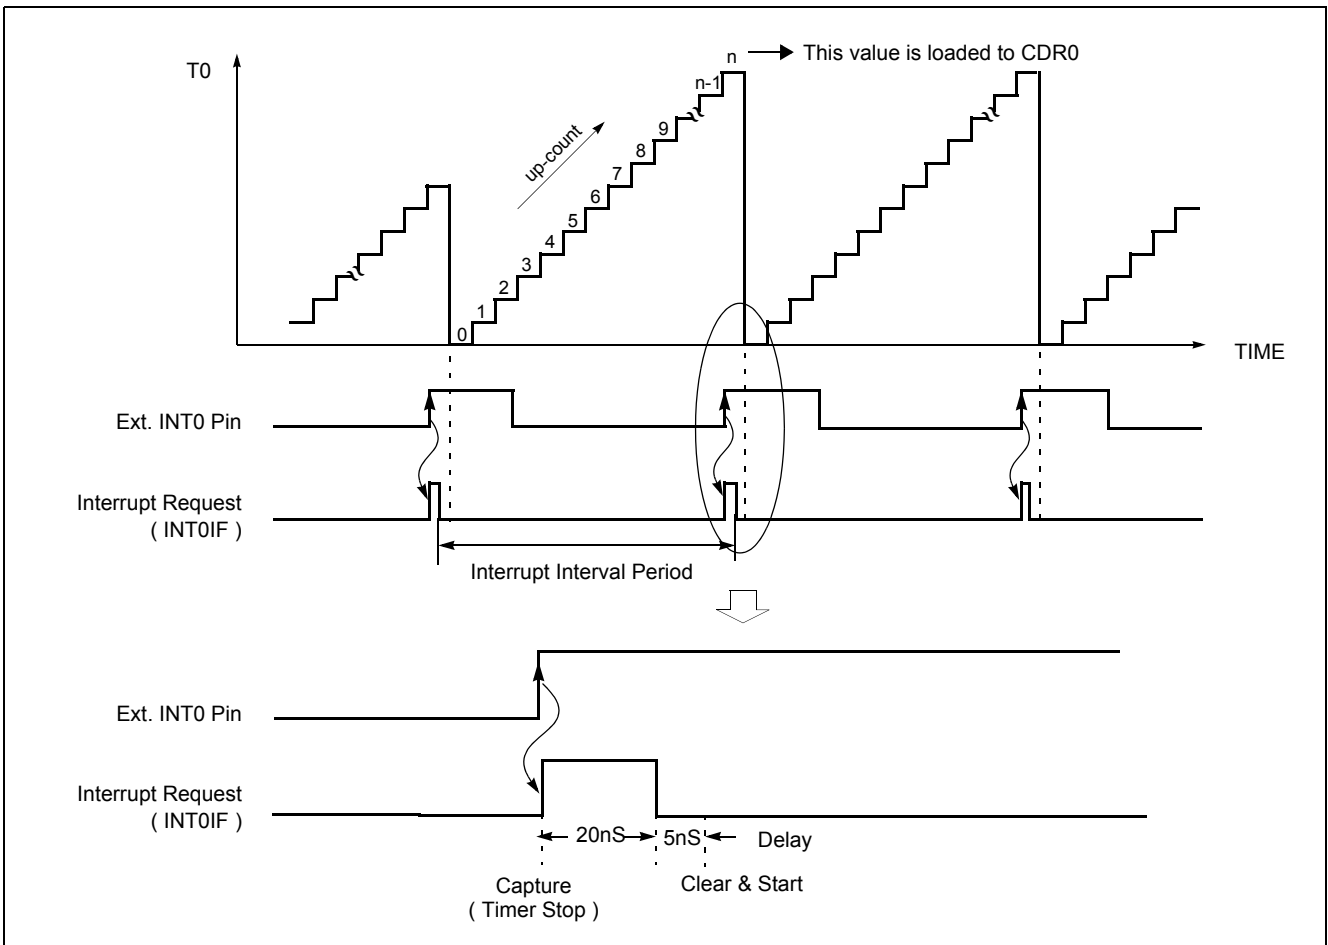 n
This value is loaded to CDR0
T0
n-1
up-count
9
8
7
6
5
4
3
2
1
0
TIME
Ext. INT0 Pin
Interrupt Request
( INT0IF )
Interrupt Interval Period
Ext. INT0 Pin
Interrupt Request
( INT0IF )
20nS
5nS
Delay
Capture
( Timer Stop )
Clear & Start